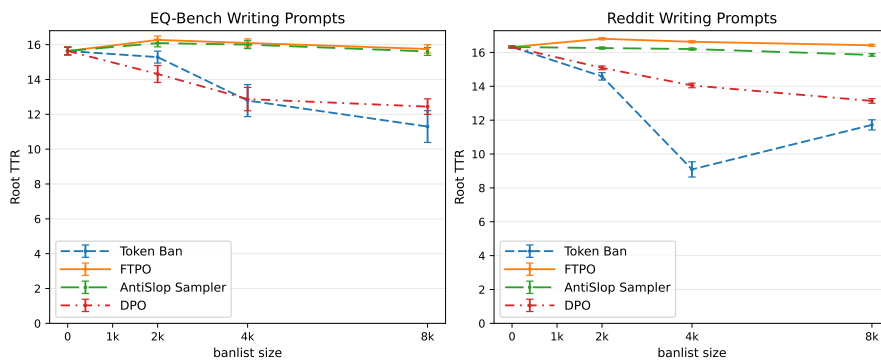 EQ-Bench Writing Prompts
Root TTR
16
14
12
10
8
6
4
2
0
Token Ban
FTPO
AntiSlop Sampler
DPO
0 1k 2k 4k 8k
banlist size
Reddit Writing Prompts
Root TTR
16
14
12
10
8
6
4
2
0
Token Ban
FTPO
AntiSlop Sampler
DPO
0 1k 2k 4k 8k
banlist size